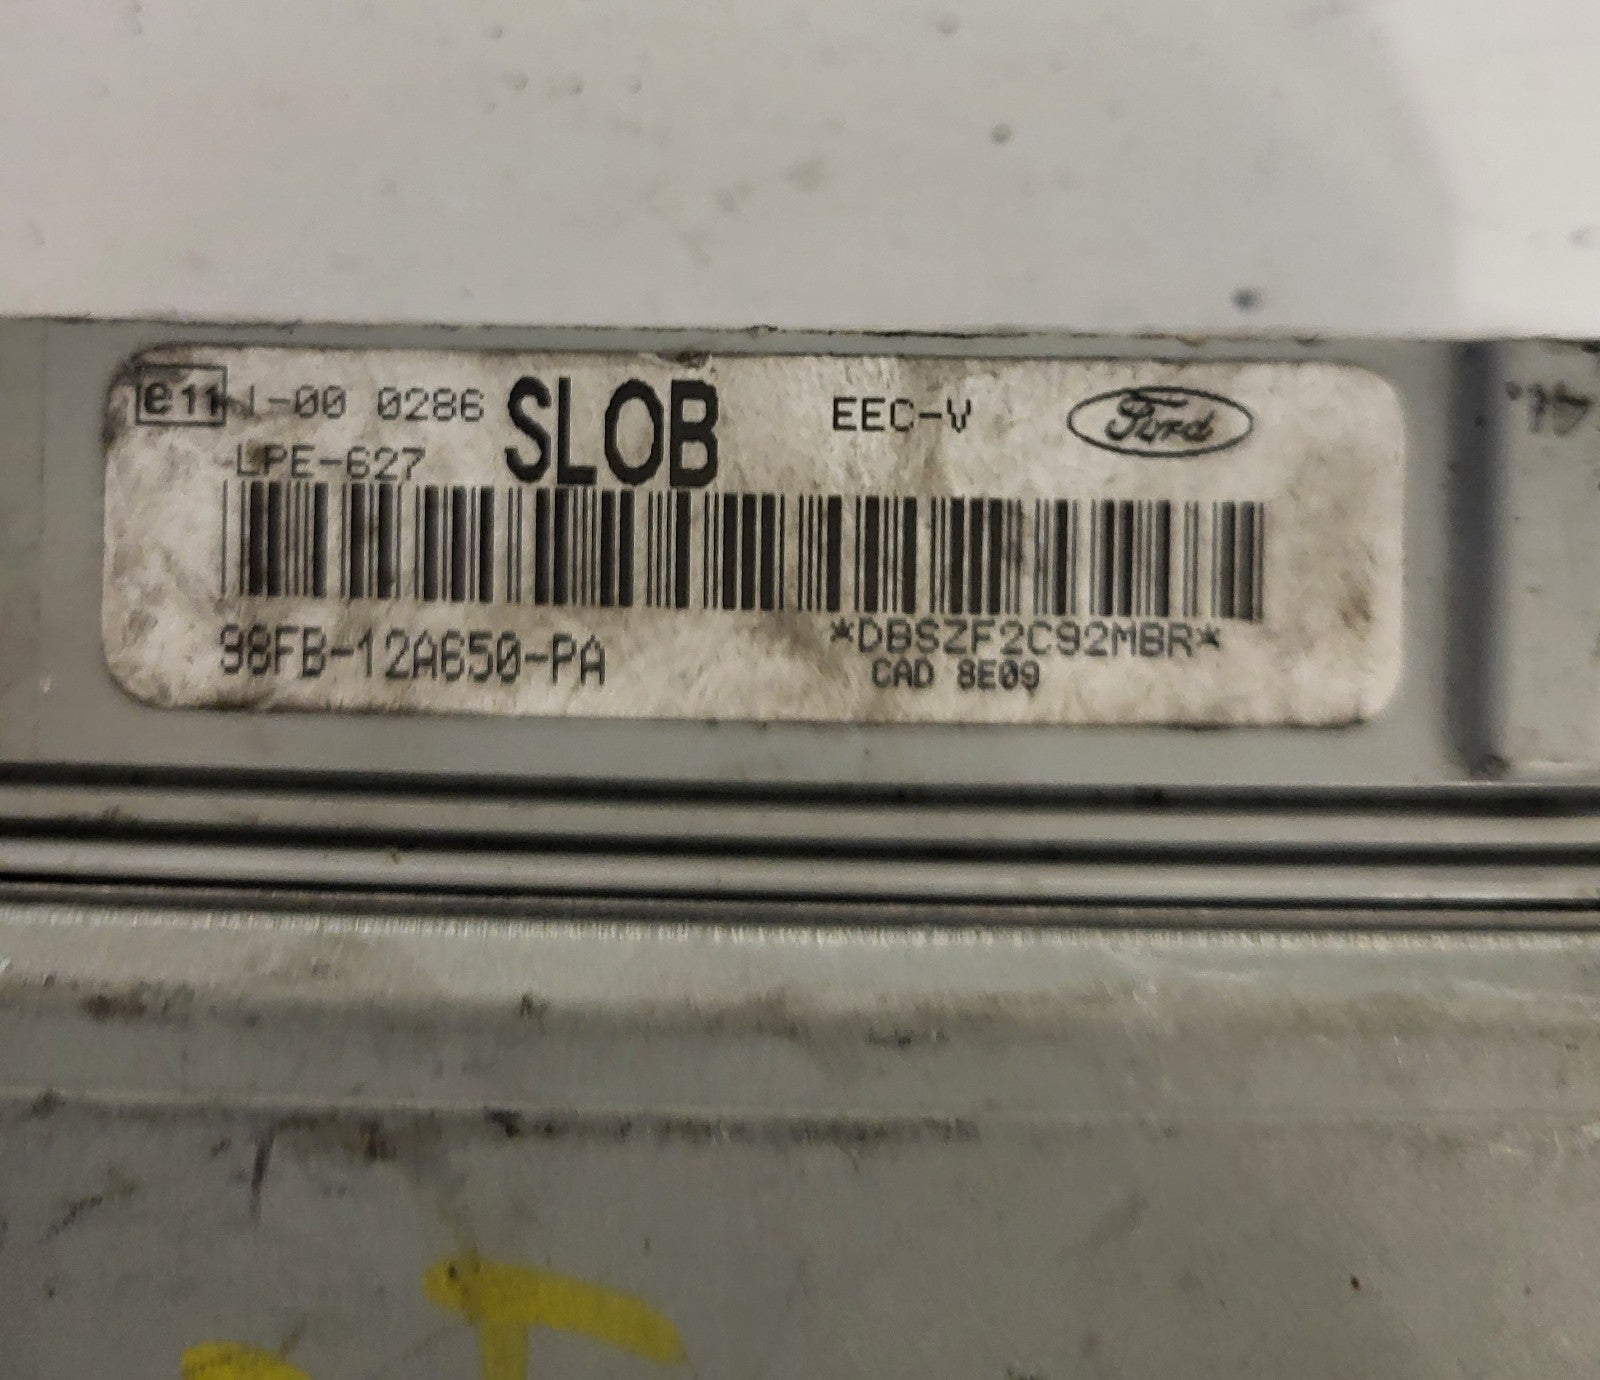 e11 1-00 0286 SLOB EEC-V Ford
LPE-627
98FB-12A650-PA *DBSZF2C92MBR*
CAD 8E09